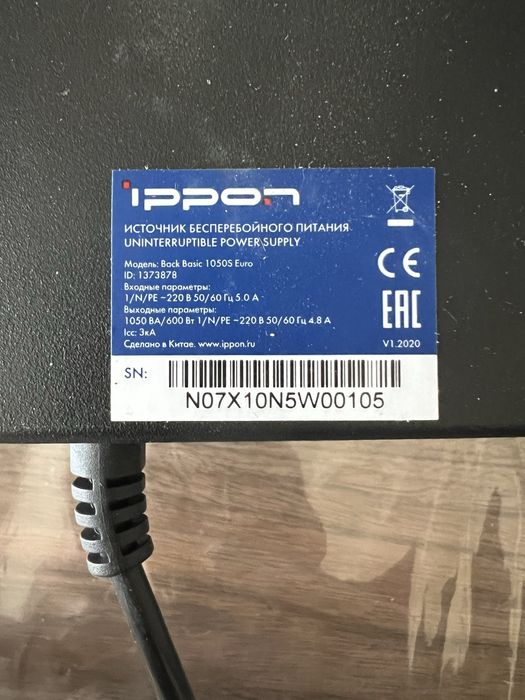 ippon
ИСТОЧНИК БЕСПЕРЕБОЙНОГО ПИТАНИЯ
UNINTERRUPTIBLE POWER SUPPLY
Модель: Back Basic 1050S Euro
ID: 1373878
Входные параметры:
1/N/PE ~220 В 50/60 Гц 5.0 А
Выходные параметры:
1050 ВА/600 Вт 1/N/PE ~220 В 50/60 Гц 4.8 А
Icc: 3кА
Сделано в Китае. www.ippon.ru
CE
EAC
V1.2020
SN:
N07X10N5W00105